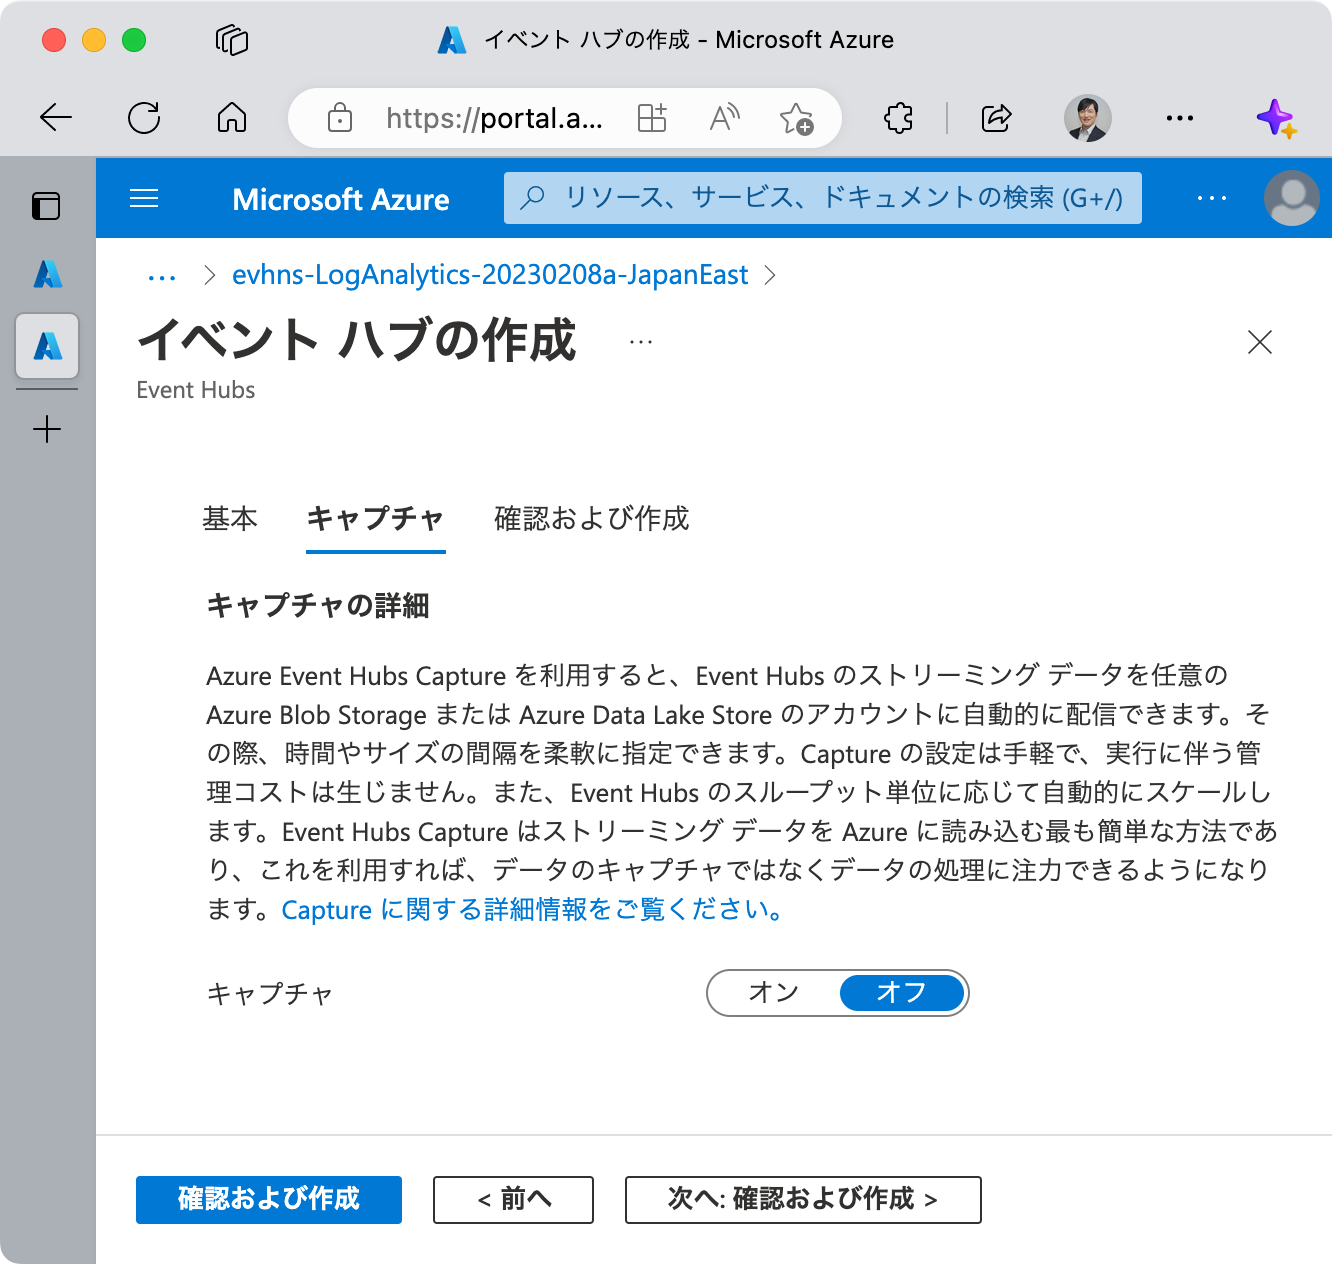 イベント ハブの作成 - Microsoft Azure
https://portal.a...
Microsoft Azure
リソース、サービス、ドキュメントの検索 (G+/)
...
... > evhns-LogAnalytics-20230208a-JapanEast >
イベント ハブの作成 ...
Event Hubs
基本 キャプチャ 確認および作成
キャプチャの詳細
Azure Event Hubs Capture を利用すると、Event Hubs のストリーミング データを任意の
Azure Blob Storage または Azure Data Lake Store のアカウントに自動的に配信できます。そ
の際、時間やサイズの間隔を柔軟に指定できます。Capture の設定は手軽で、実行に伴う管
理コストは生じません。また、Event Hubs のスループット単位に応じて自動的にスケールし
ます。Event Hubs Capture はストリーミング データを Azure に読み込む最も簡単な方法であ
り、これを利用すれば、データのキャプチャではなくデータの処理に注力できるようになり
ます。Capture に関する詳細情報をご覧ください。
キャプチャ オン オフ
確認および作成 < 前へ 次へ: 確認および作成 >